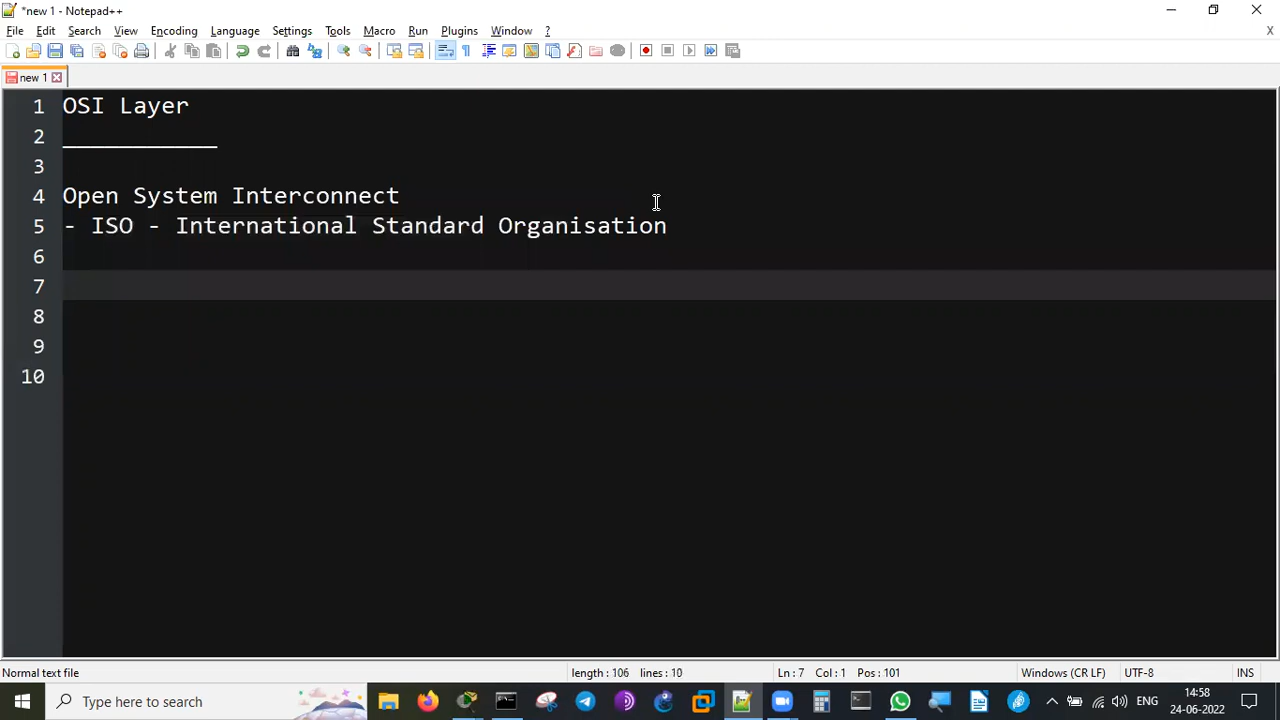 *new 1 - Notepad++
File Edit Search View Encoding Language Settings Tools Macro Run Plugins Window ? X
new 1
1 OSI Layer
2 ___________
3
4 Open System Interconnect
5 - ISO - International Standard Organisation
6
7
8
9
10
Normal text file length : 106 lines : 10 Ln : 7 Col : 1 Pos : 101 Windows (CR LF) UTF-8 INS
Type here to search ENG 14:55
24-06-2022